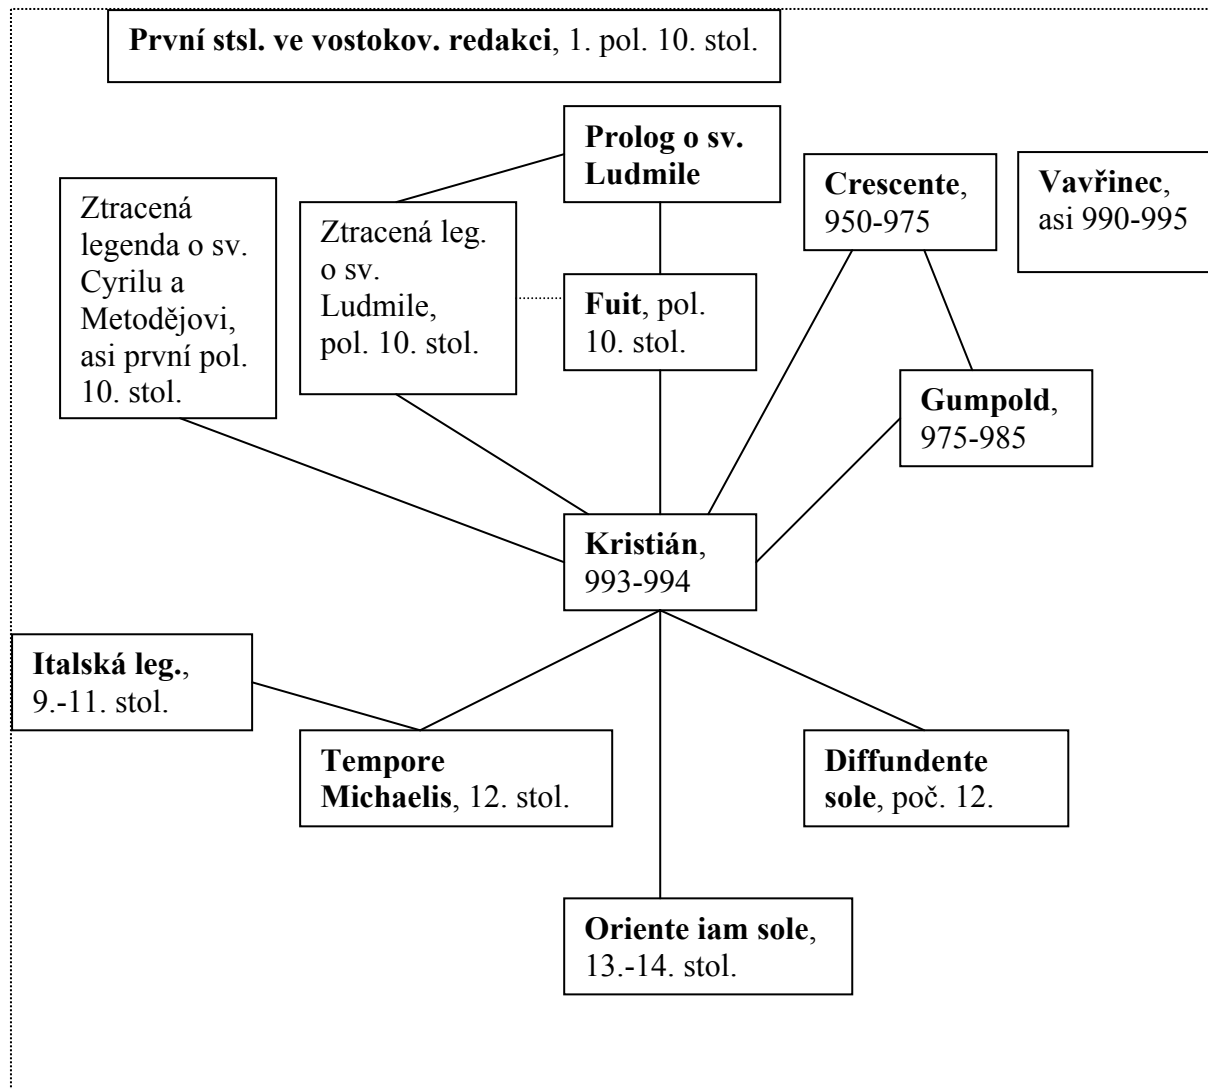 První stsl. ve vostokov. redakci, 1. pol. 10. stol.
Prolog o sv.
Ludmile
Crescente,
950-975
Vavřinec,
asi 990-995
Ztracená
legenda o sv.
Cyrilu a
Metodějovi,
asi první pol.
10. stol.
Ztracená leg.
o sv.
Ludmile,
pol. 10. stol.
Fuit, pol.
10. stol.
Gumpold,
975-985
Kristián,
993-994
Italská leg.,
9.-11. stol.
Tempore
Michaelis, 12. stol.
Diffundente
sole, poč. 12.
Oriente iam sole,
13.-14. stol.